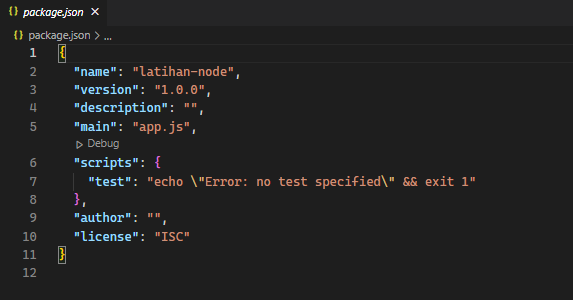 {} package.json ×
{} package.json > ...
1 {
2 "name": "latihan-node",
3 "version": "1.0.0",
4 "description": "",
5 "main": "app.js",
Debug
6 "scripts": {
7 "test": "echo \"Error: no test specified\" && exit 1"
8 },
9 "author": "",
10 "license": "ISC"
11 }
12